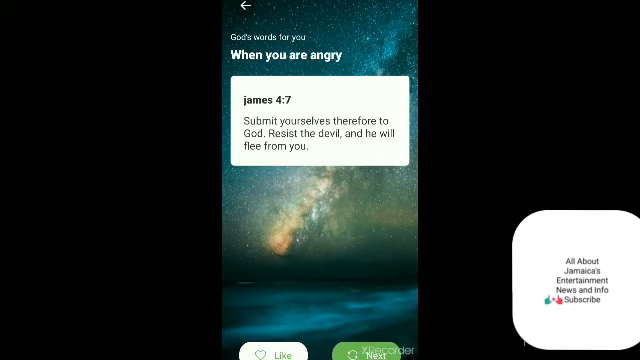 God's words for you
When you are angry
james 4:7
Submit yourselves therefore to
God. Resist the devil, and he will
flee from you.
All About
Jamaica's
Entertainment
News and Info
Subscribe
Like
Next
XRecorder